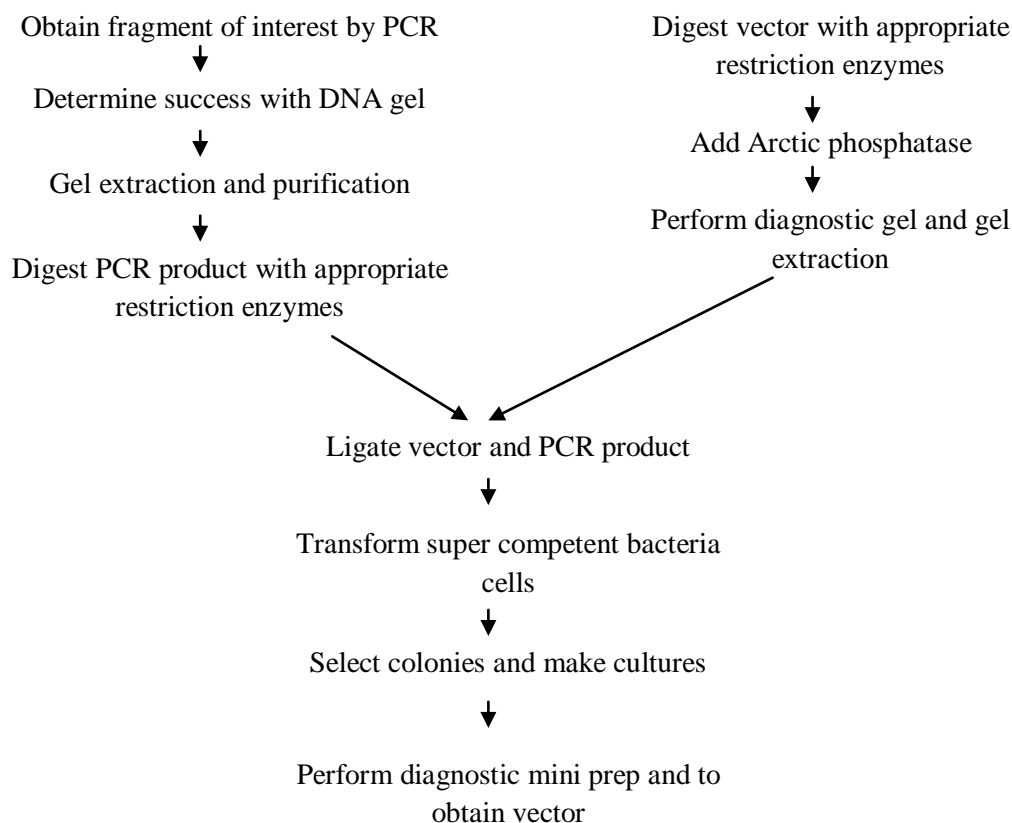 Obtain fragment of interest by PCR
Determine success with DNA gel
Gel extraction and purification
Digest PCR product with appropriate
restriction enzymes
Digest vector with appropriate
restriction enzymes
Add Arctic phosphatase
Perform diagnostic gel and gel
extraction
Ligate vector and PCR product
Transform super competent bacteria
cells
Select colonies and make cultures
Perform diagnostic mini prep and to
obtain vector